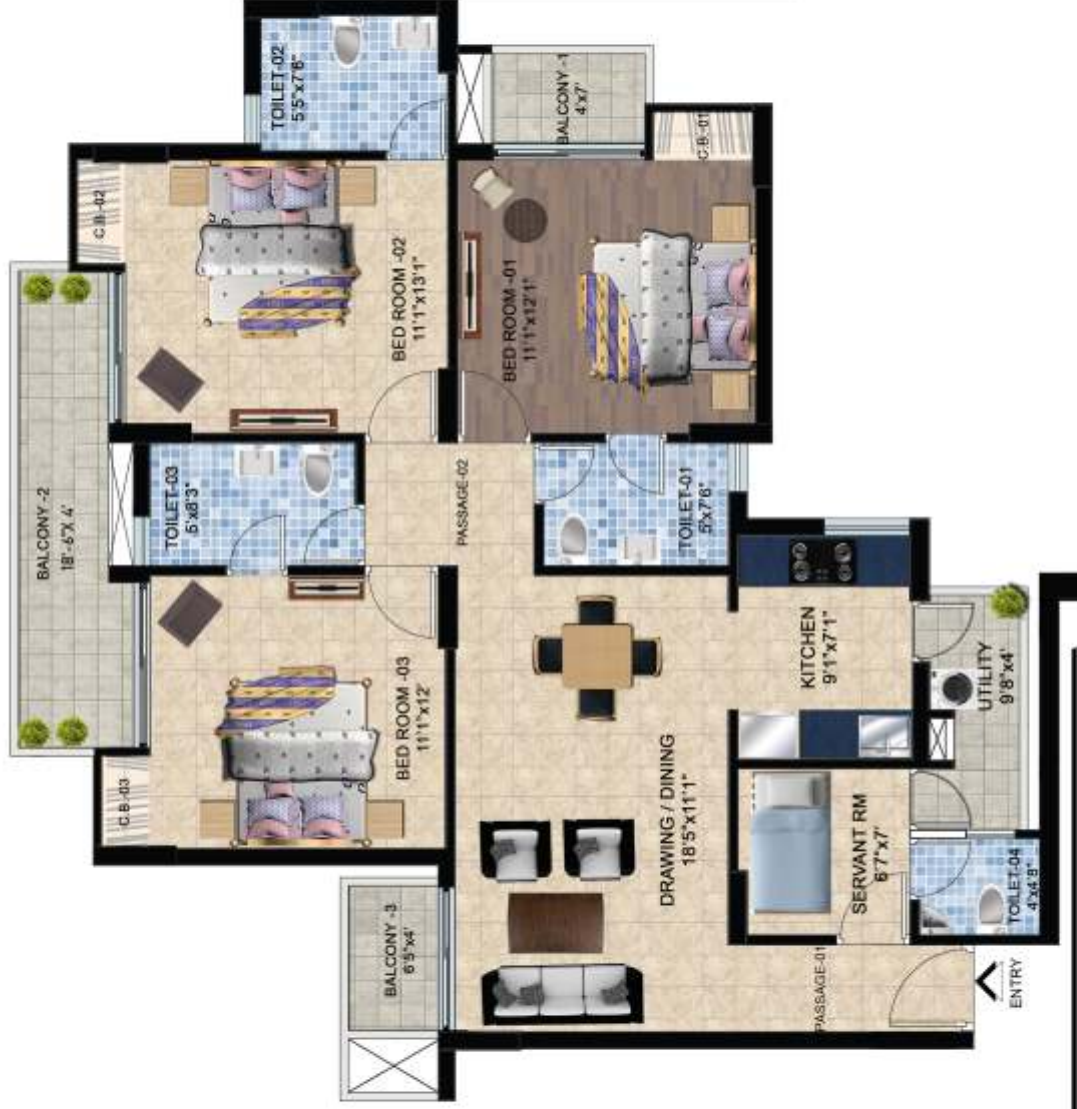 TOILET-02
5'5"x7'6"
BALCONY -1
4'x7'
C.B.-01
C.B.-02
BED ROOM -02
11'1"x13'1"
BED ROOM -01
11'1"x12'1"
BALCONY -2
18'-6"X 4'
TOILET-03
5'x8'3"
PASSAGE-02
TOILET-01
5'x7'6"
C.B.-03
BED ROOM -03
11'1"x12'
KITCHEN
9'1"x7'1"
UTILITY
9'8"x4'
DRAWING / DINING
18'5"x11'1"
SERVANT RM
6'7"x7'
TOILET-04
4'x4'8"
BALCONY -3
6'5"x4'
PASSAGE-01
ENTRY